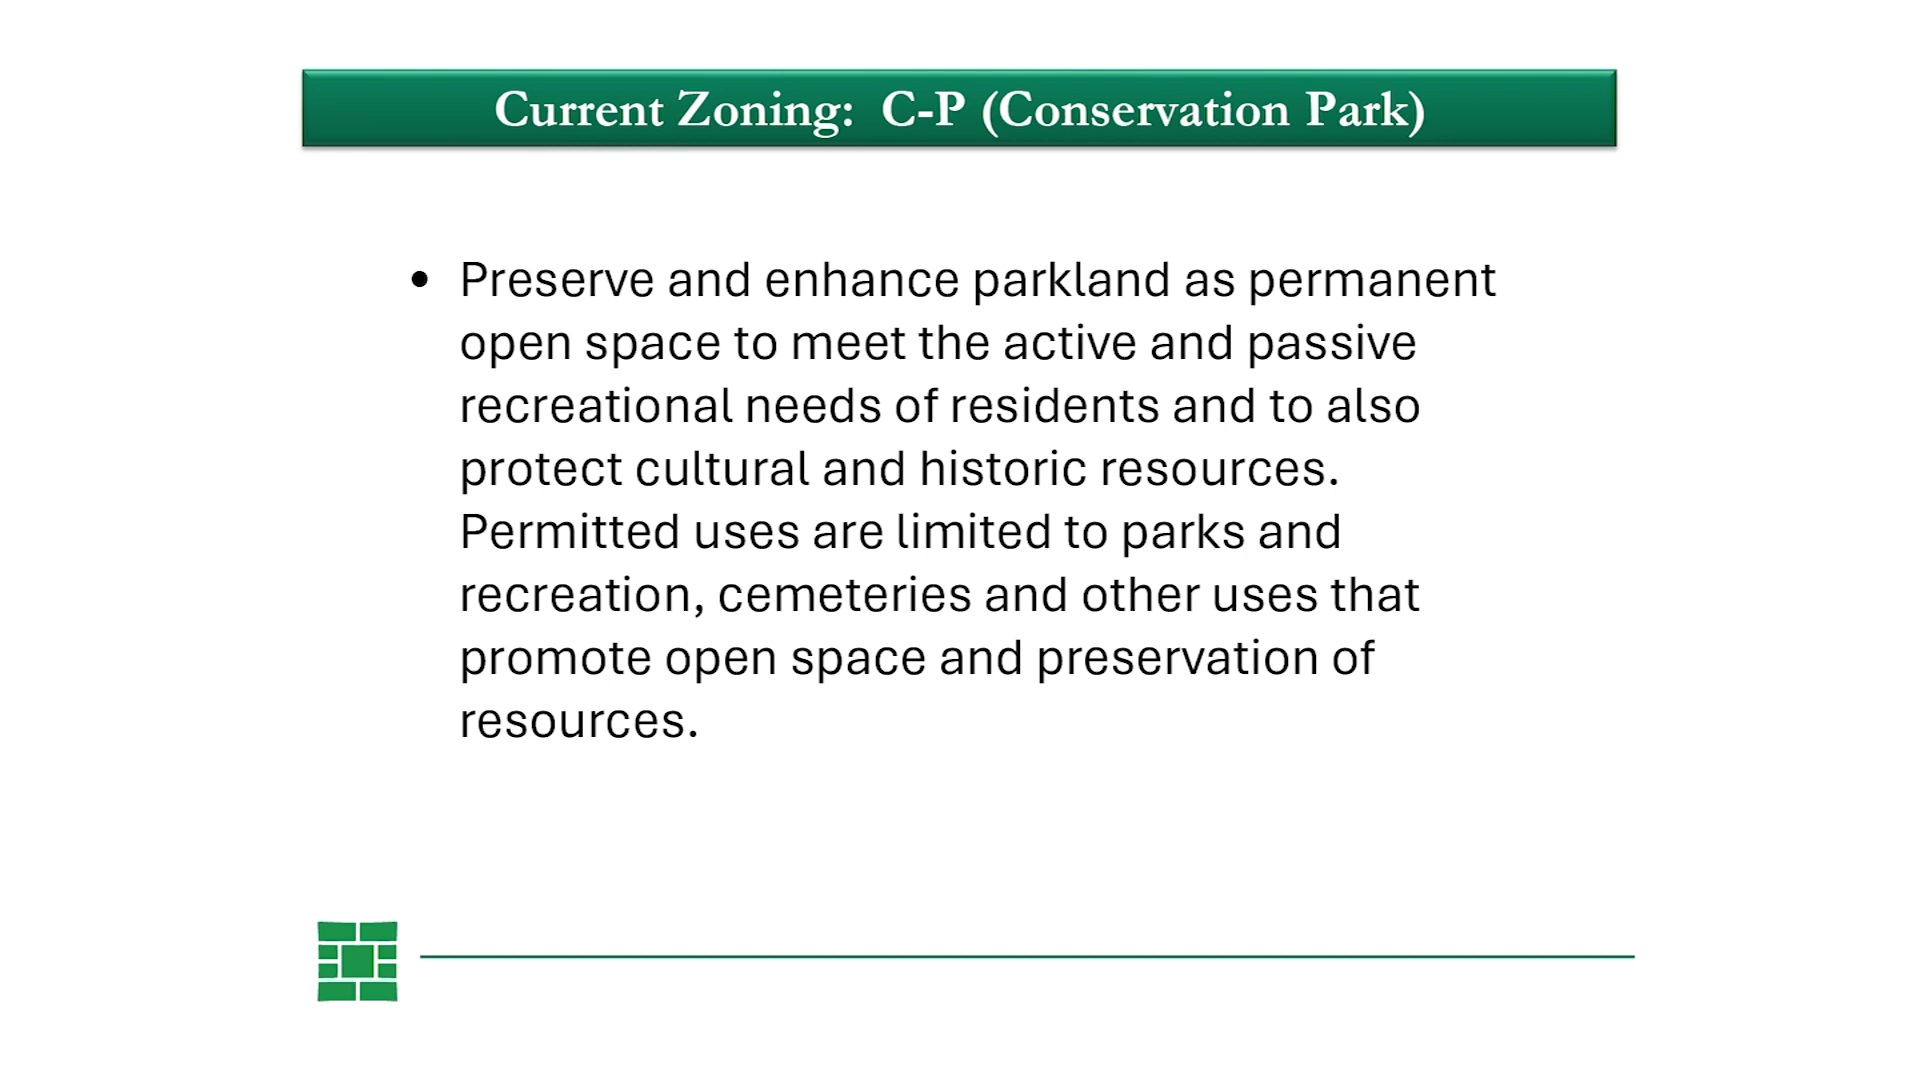 Current Zoning: C-P (Conservation Park)
• Preserve and enhance parkland as permanent
open space to meet the active and passive
recreational needs of residents and to also
protect cultural and historic resources.
Permitted uses are limited to parks and
recreation, cemeteries and other uses that
promote open space and preservation of
resources.